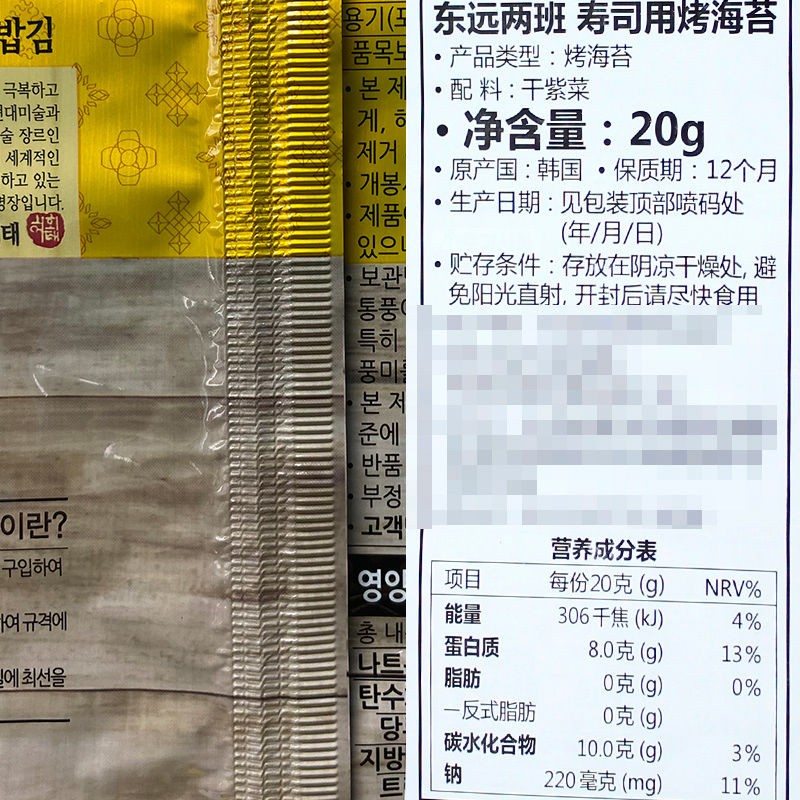 밥김
극복하고
현대미술과
술 장르인
세계적인
하고 있는
명장입니다.
태
이란?
구입하여
하여 규격에
질에 최선을
용기(포
품목보
• 본 제
게, 하
제거
• 개봉
• 제품
있으니
• 보관
통풍이
특히
풍미를
• 본 제
준에
• 반품
• 부정
• 고객
영양
총 내
나트
탄수
당
지방
트
东远两班 寿司用烤海苔
• 产品类型：烤海苔
• 配 料：干紫菜
• 净含量：20g
• 原产国：韩国 • 保质期：12个月
• 生产日期：见包装顶部喷码处
(年/月/日)
• 贮存条件：存放在阴凉干燥处, 避
免阳光直射, 开封后请尽快食用
营养成分表
项目 每份20克 (g) NRV%
能量 306千焦 (kJ) 4%
蛋白质 8.0克 (g) 13%
脂肪 0克 (g) 0%
—反式脂肪 0克 (g)
碳水化合物 10.0克 (g) 3%
钠 220毫克 (mg) 11%